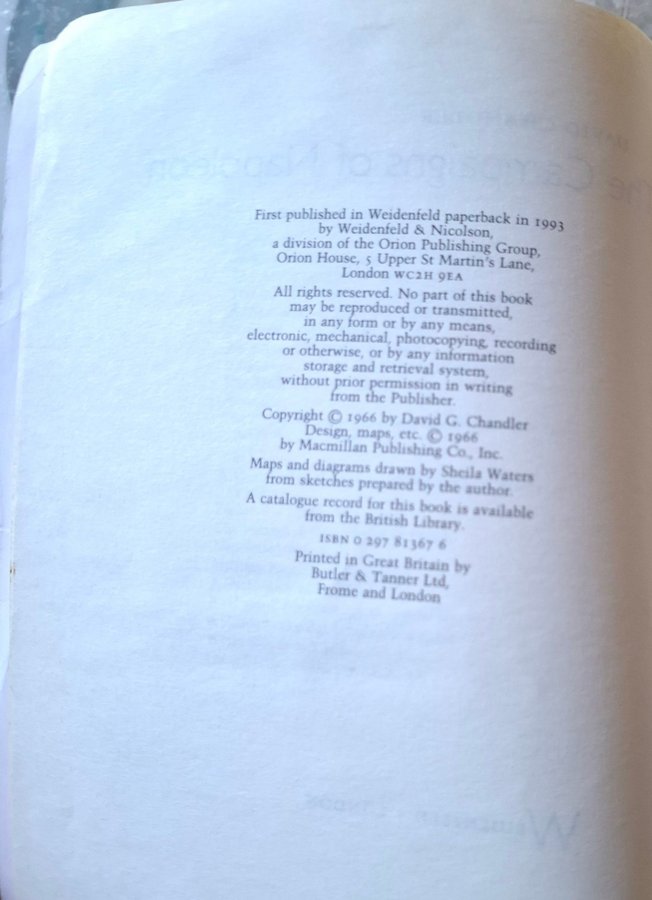 DAVID CHANDLER
The Campaigns of Napoleon
First published in Weidenfeld paperback in 1993
by Weidenfeld & Nicolson,
a division of the Orion Publishing Group,
Orion House, 5 Upper St Martin's Lane,
London WC2H 9EA
All rights reserved. No part of this book
may be reproduced or transmitted,
in any form or by any means,
electronic, mechanical, photocopying, recording
or otherwise, or by any information
storage and retrieval system,
without prior permission in writing
from the Publisher.
Copyright © 1966 by David G. Chandler
Design, maps, etc. © 1966
by Macmillan Publishing Co., Inc.
Maps and diagrams drawn by Sheila Waters
from sketches prepared by the author.
A catalogue record for this book is available
from the British Library.
ISBN 0 297 81367 6
Printed in Great Britain by
Butler & Tanner Ltd,
Frome and London